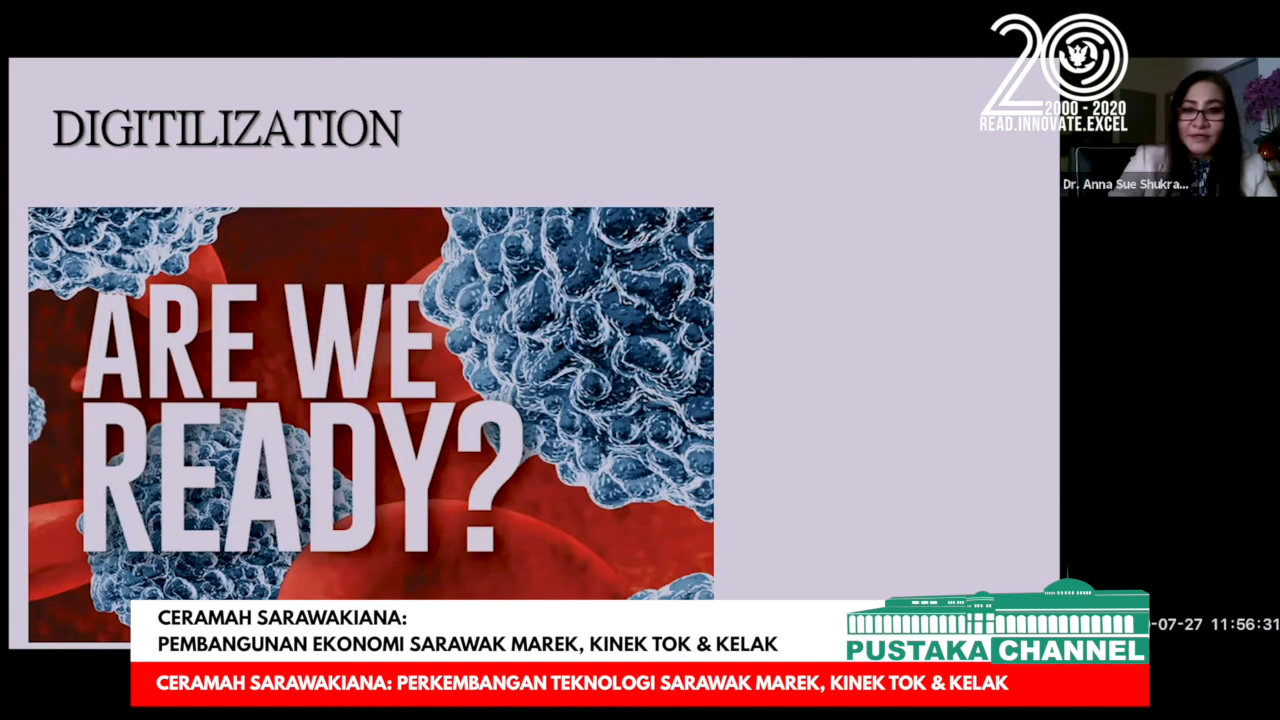 DIGITILIZATION
20
2000 - 2020
READ.INNOVATE.EXCEL
Dr. Anna Sue Shukra...
ARE WE
READY?
CERAMAH SARAWAKIANA:
PEMBANGUNAN EKONOMI SARAWAK MAREK, KINEK TOK & KELAK
PUSTAKA CHANNEL
-07-27 11:56:31
CERAMAH SARAWAKIANA: PERKEMBANGAN TEKNOLOGI SARAWAK MAREK, KINEK TOK & KELAK